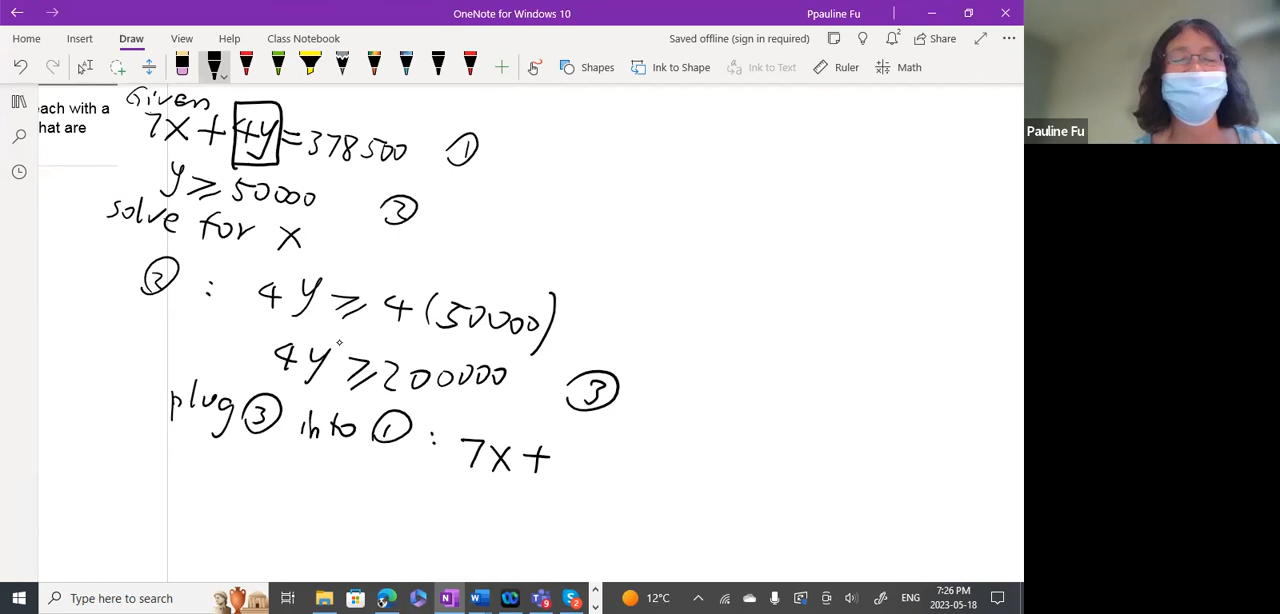 OneNote for Windows 10
Ppauline Fu
Home Insert Draw View Help Class Notebook
Saved offline (sign in required)
Share
Shapes Ink to Shape Ink to Text Ruler Math
each with a
hat are
Given
7x + 4y = 378500 ①
y ≥ 50000 ②
solve for x
② : 4y ≥ 4(50000)
4y ≥ 200000 ③
plug ③ into ① : 7x +
Pauline Fu
Type here to search
12°C
ENG
7:26 PM
2023-05-18